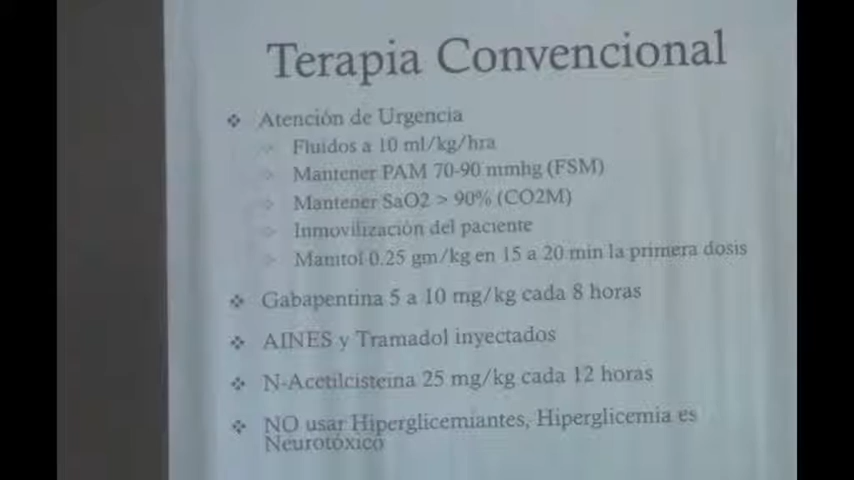 Terapia Convencional
Atención de Urgencia
Fluidos a 10 ml/kg/hra
Mantener PAM 70-90 mmhg (FSM)
Mantener SaO2 > 90% (CO2M)
Inmovilización del paciente
Manitol 0.25 gm/kg en 15 a 20 min la primera dosis
Gabapentina 5 a 10 mg/kg cada 8 horas
AINES y Tramadol inyectados
N-Acetilcisteina 25 mg/kg cada 12 horas
NO usar Hiperglicemiantes, Hiperglicemia es
Neurotóxico